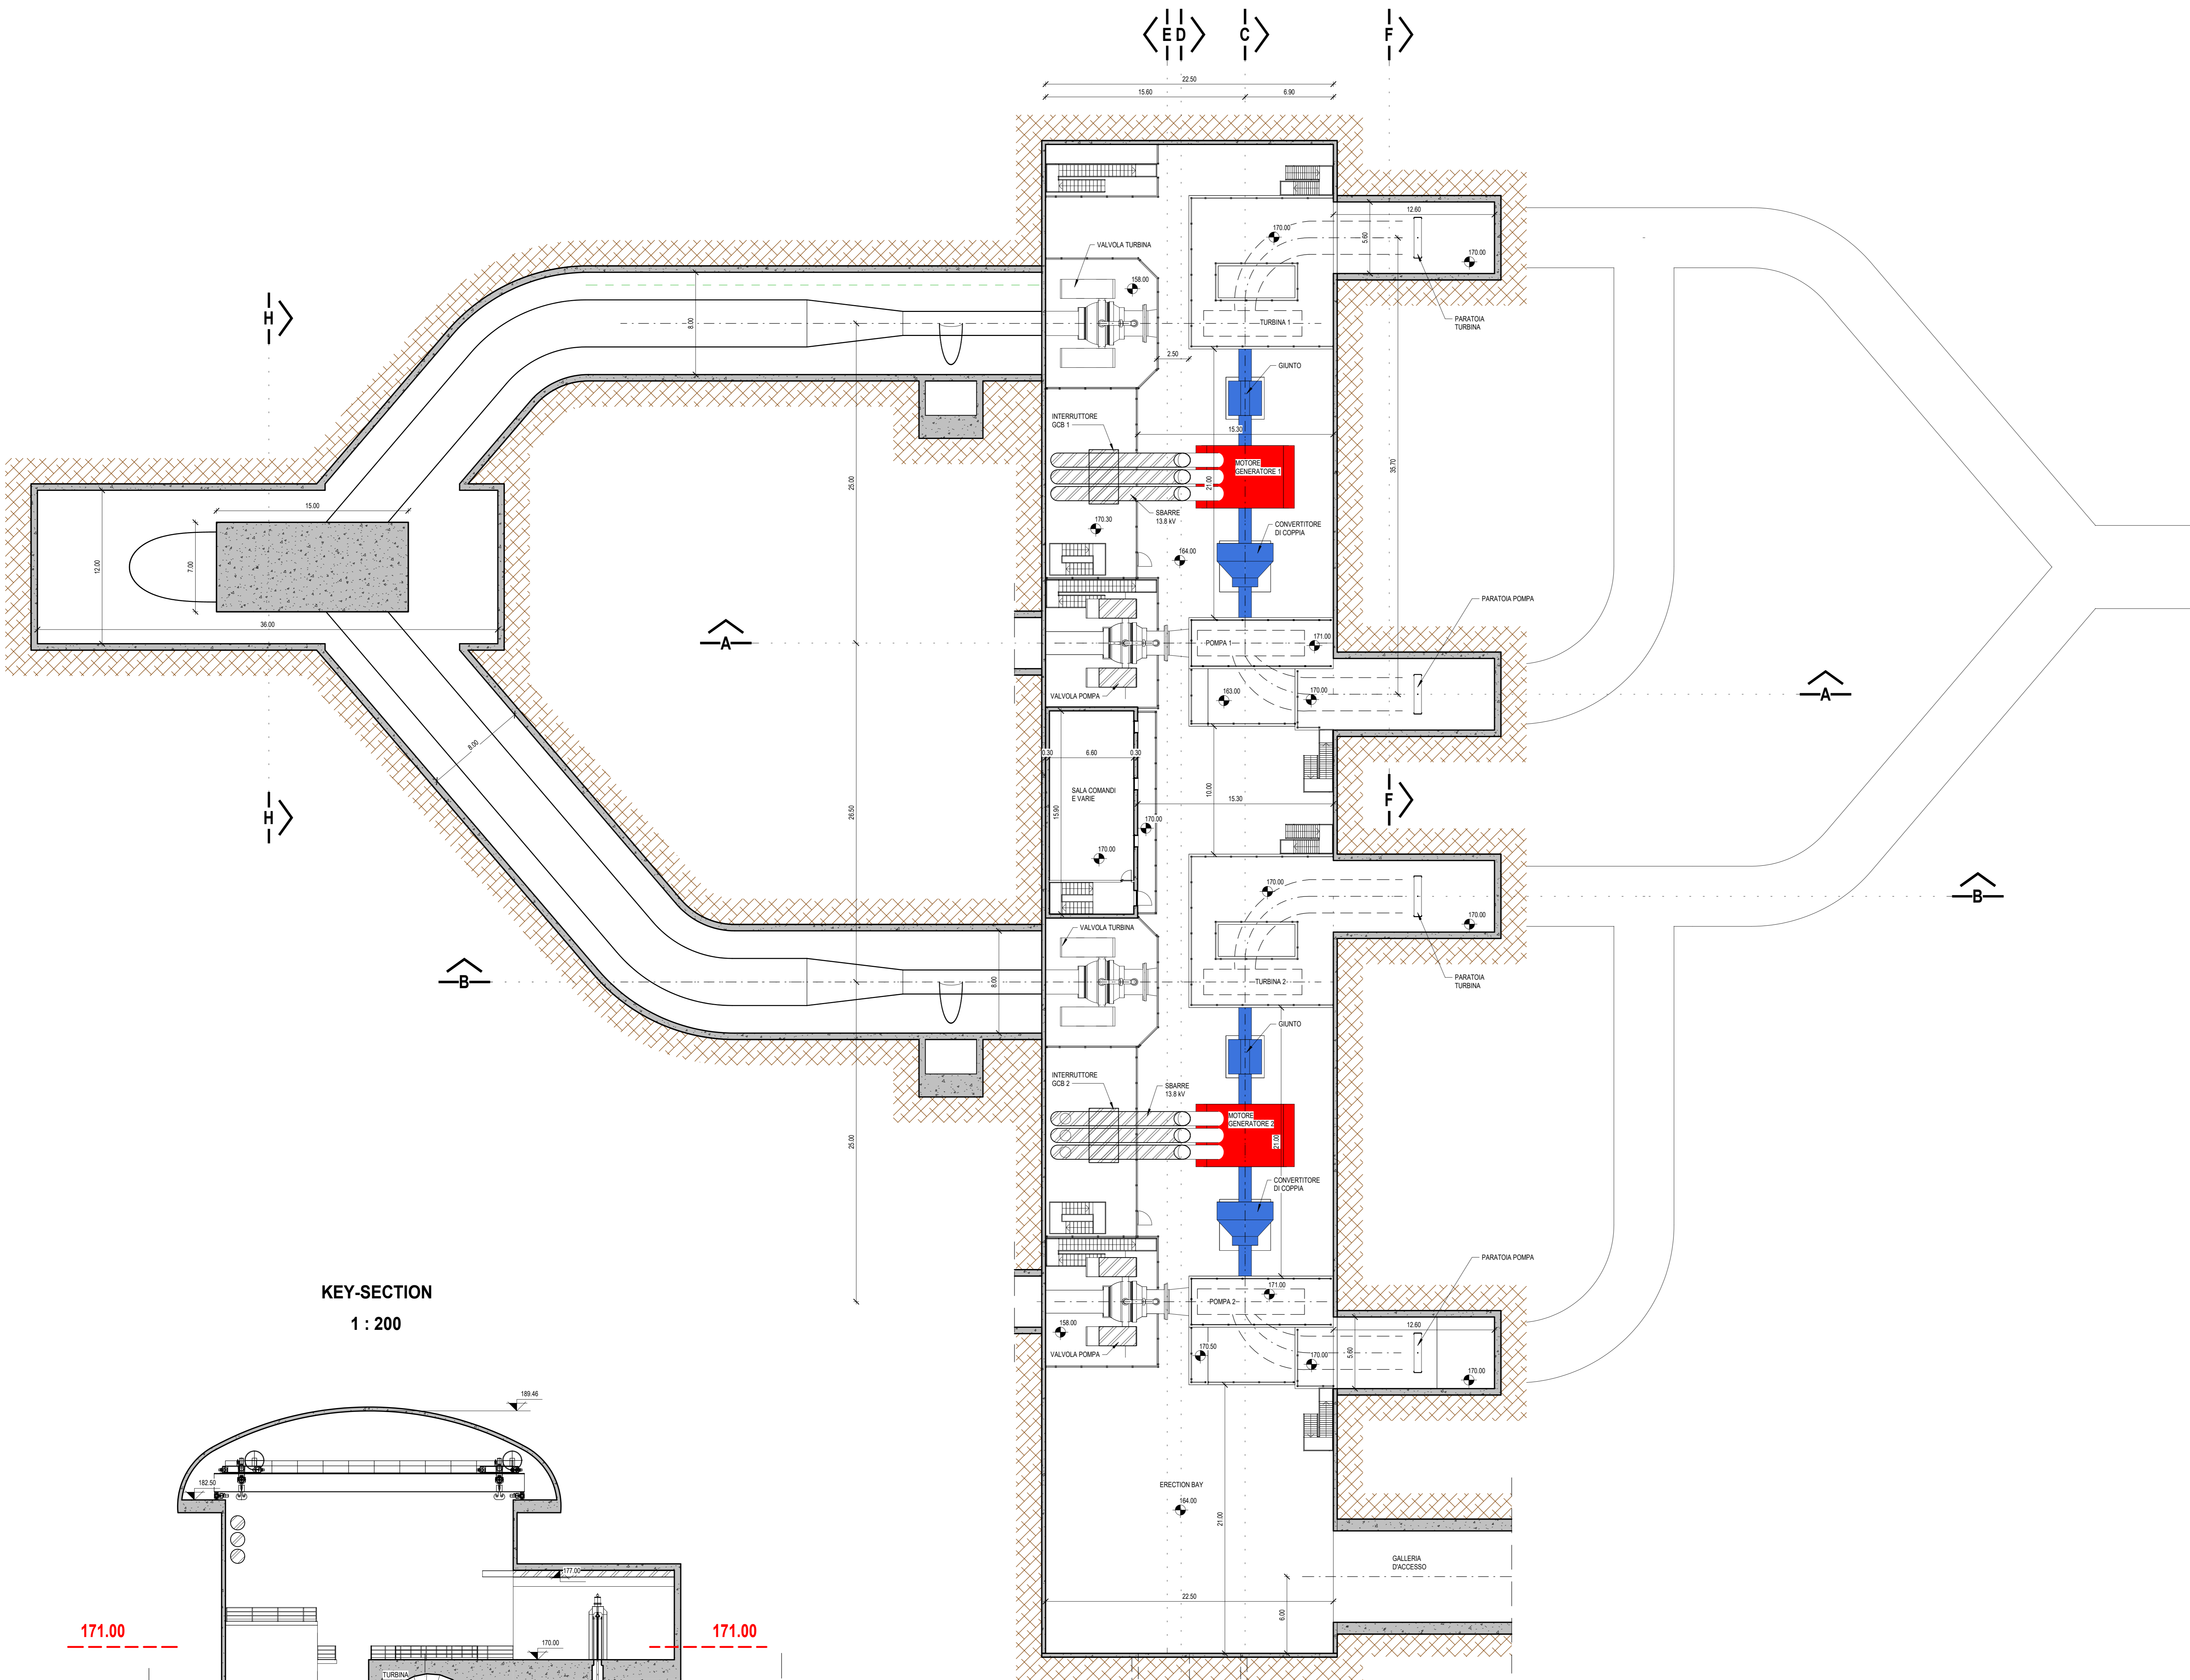 E D
C
F
22.50
15.60
6.90
12.60
5.60
170.00
170.00
VALVOLA TURBINA
158.00
H
8.00
TURBINA 1
PARATOIA
TURBINA
2.50
GIUNTO
INTERRUTTORE
GCB 1
15.30
35.70
25.00
MOTORE
GENERATORE 1
21.00
15.00
SBARRE
13.8 kV
170.30
CONVERTITORE
DI COPPIA
164.00
12.00
7.00
PARATOIA POMPA
36.00
A
POMPA 1
171.00
VALVOLA POMPA
163.00
170.00
A
8.00
0.30
6.60
0.30
SALA COMANDI
E VARIE
15.90
10.00
15.30
F
H
26.50
170.00
170.00
170.00
170.00
B
VALVOLA TURBINA
B
8.00
TURBINA 2
PARATOIA
TURBINA
GIUNTO
INTERRUTTORE
GCB 2
SBARRE
13.8 kV
MOTORE
GENERATORE 2
21.00
25.00
CONVERTITORE
DI COPPIA
PARATOIA POMPA
KEY-SECTION
1 : 200
171.00
POMPA 2
158.00
VALVOLA POMPA
170.50
170.00
12.60
5.60
170.00
189.46
182.50
ERECTION BAY
164.00
21.00
GALLERIA
D'ACCESSO
177.00
22.50
6.00
171.00
171.00
170.00
TURBINA